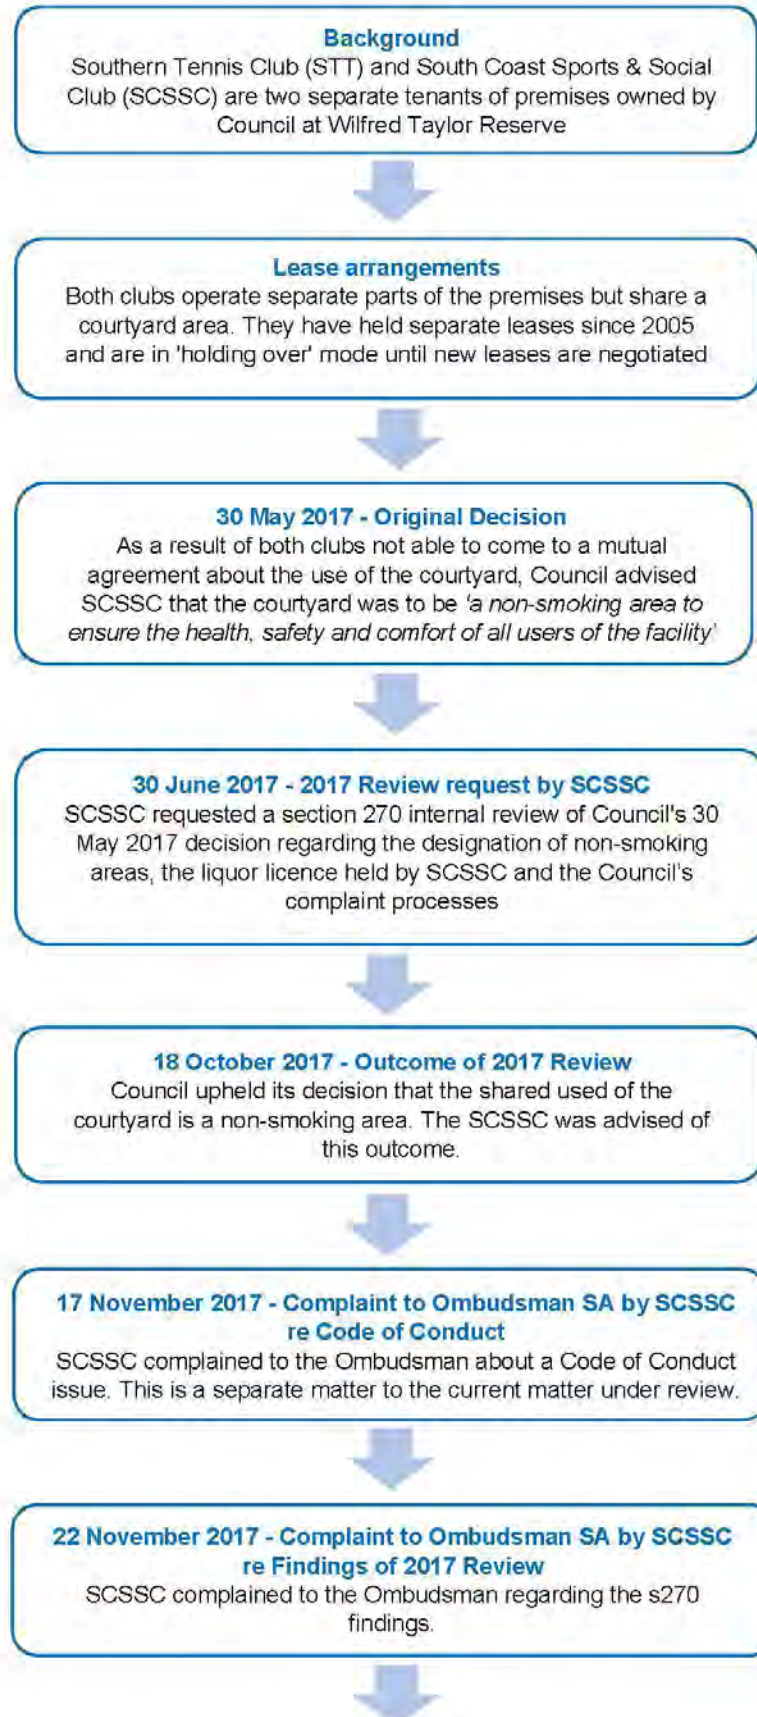 Background
Southern Tennis Club (STT) and South Coast Sports & Social
Club (SCSSC) are two separate tenants of premises owned by
Council at Wilfred Taylor Reserve
Lease arrangements
Both clubs operate separate parts of the premises but share a
courtyard area. They have held separate leases since 2005
and are in 'holding over' mode until new leases are negotiated
30 May 2017 - Original Decision
As a result of both clubs not able to come to a mutual
agreement about the use of the courtyard, Council advised
SCSSC that the courtyard was to be 'a non-smoking area to
ensure the health, safety and comfort of all users of the facility'
30 June 2017 - 2017 Review request by SCSSC
SCSSC requested a section 270 internal review of Council's 30
May 2017 decision regarding the designation of non-smoking
areas, the liquor licence held by SCSSC and the Council's
complaint processes
18 October 2017 - Outcome of 2017 Review
Council upheld its decision that the shared used of the
courtyard is a non-smoking area. The SCSSC was advised of
this outcome.
17 November 2017 - Complaint to Ombudsman SA by SCSSC
re Code of Conduct
SCSSC complained to the Ombudsman about a Code of Conduct
issue. This is a separate matter to the current matter under review.
22 November 2017 - Complaint to Ombudsman SA by SCSSC
re Findings of 2017 Review
SCSSC complained to the Ombudsman regarding the s270
findings.